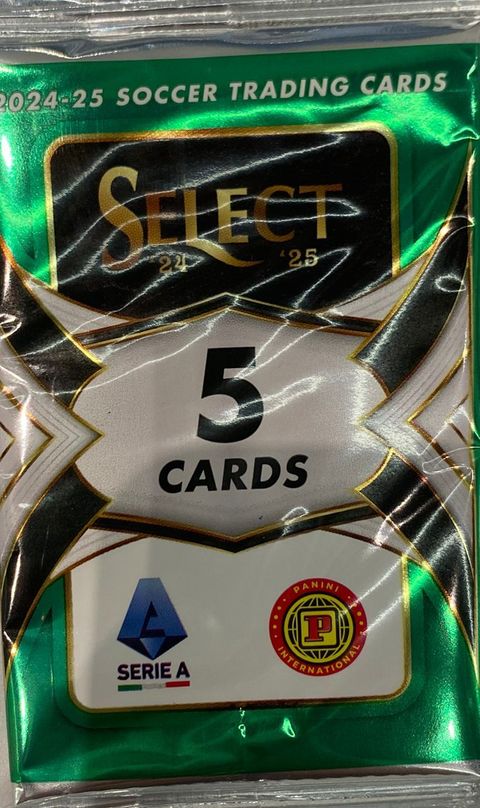 2024-25 SOCCER TRADING CARDS
SELECT
'24 '25
5
CARDS
SERIE A
PANINI
P
INTERNATIONAL